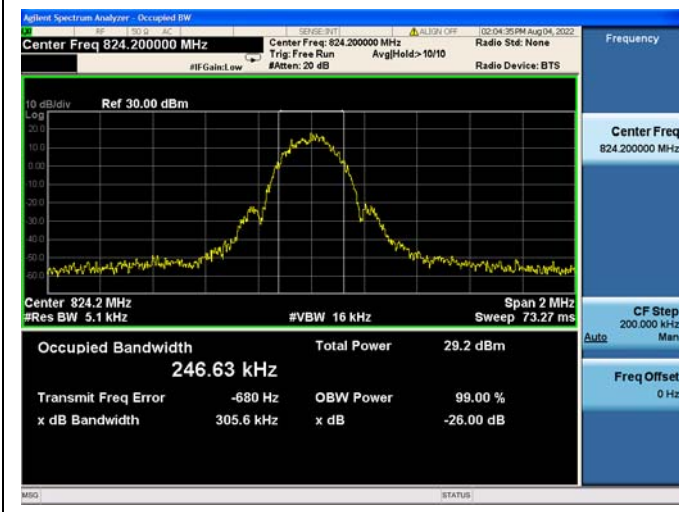 Agilent Spectrum Analyzer - Occupied BW
RF 50 Ω AC SENSE:INT ALIGN OFF 02:04:35 PM Aug 04, 2022
Center Freq 824.200000 MHz Center Freq: 824.200000 MHz Radio Std: None
Trig: Free Run Avg|Hold:> 10/10
#IFGain:Low #Atten: 20 dB Radio Device: BTS
10 dB/div Ref 30.00 dBm
Log
20.0
10.0
0.00
-10.0
-20.0
-30.0
-40.0
-50.0
-60.0
Center 824.2 MHz Span 2 MHz
#Res BW 5.1 kHz #VBW 16 kHz Sweep 73.27 ms
Occupied Bandwidth Total Power 29.2 dBm
246.63 kHz
Transmit Freq Error -680 Hz OBW Power 99.00 %
x dB Bandwidth 305.6 kHz x dB -26.00 dB
MSG STATUS
Frequency
Center Freq
824.200000 MHz
CF Step
200.000 kHz
Auto Man
Freq Offset
0 Hz